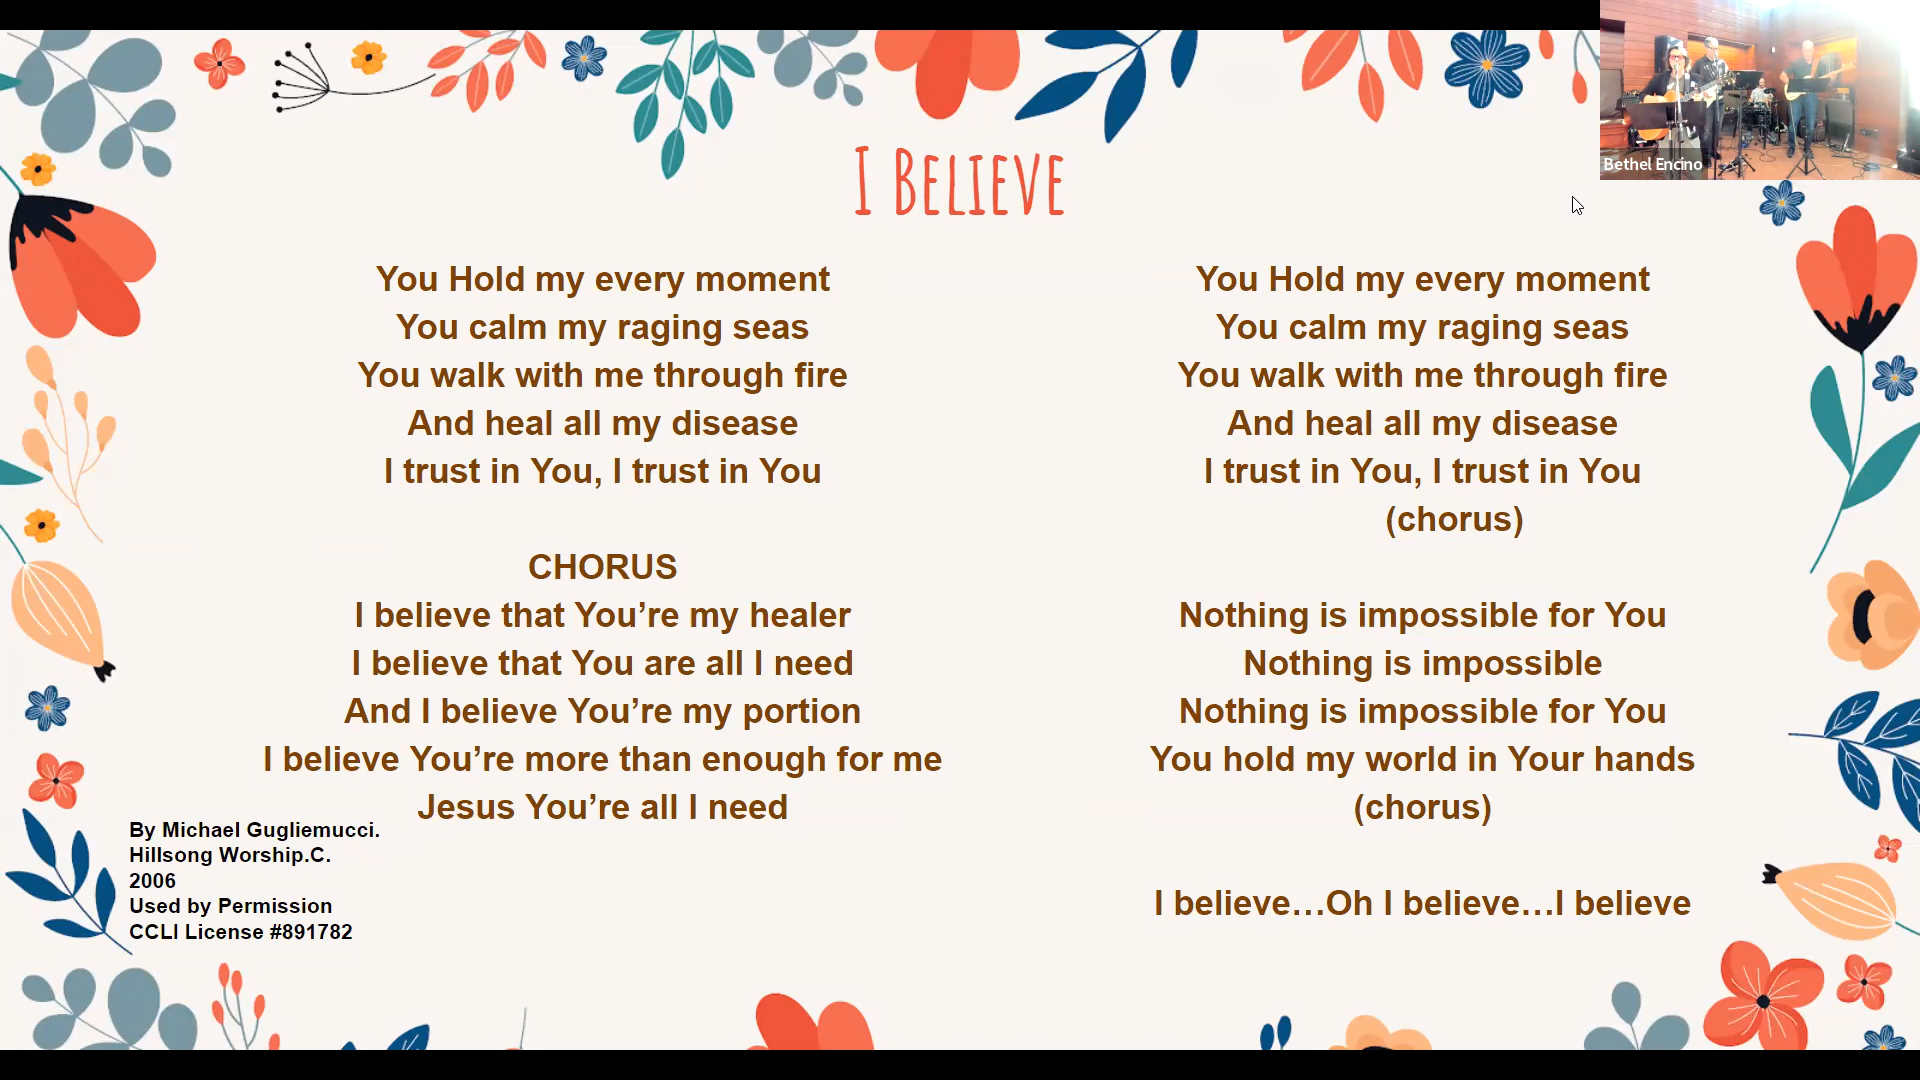 I Believe
You Hold my every moment
You calm my raging seas
You walk with me through fire
And heal all my disease
I trust in You, I trust in You
CHORUS
I believe that You’re my healer
I believe that You are all I need
And I believe You’re my portion
I believe You’re more than enough for me
Jesus You’re all I need
By Michael Gugliemucci.
Hillsong Worship.C.
2006
Used by Permission
CCLI License #891782
You Hold my every moment
You calm my raging seas
You walk with me through fire
And heal all my disease
I trust in You, I trust in You
(chorus)
Nothing is impossible for You
Nothing is impossible
Nothing is impossible for You
You hold my world in Your hands
(chorus)
I believe…Oh I believe…I believe
Bethel Encino